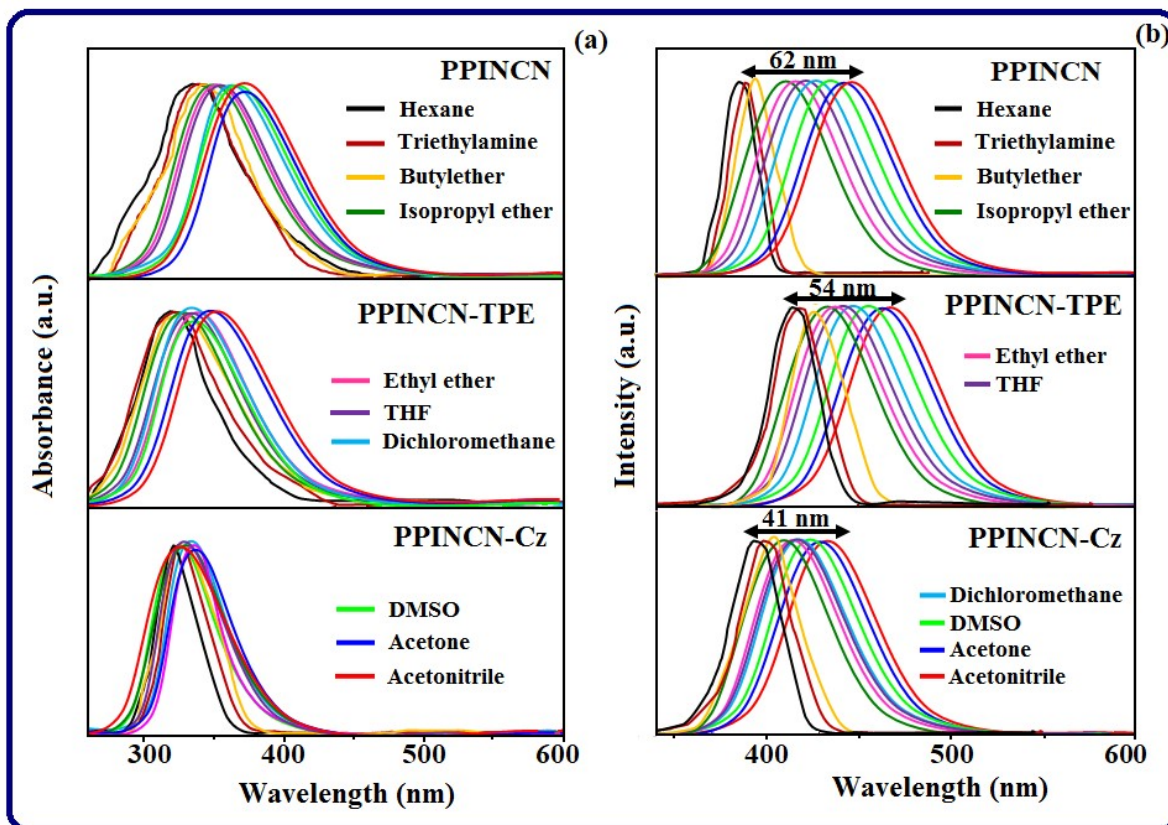 (a)
PPINCN
Hexane
Triethylamine
Butylether
Isopropyl ether
PPINCN-TPE
Ethyl ether
THF
Dichloromethane
PPINCN-Cz
DMSO
Acetone
Acetonitrile
300 400 500 600
Wavelength (nm)
Absorbance (a.u.)
(b)
62 nm
PPINCN
Hexane
Triethylamine
Butylether
Isopropyl ether
54 nm
PPINCN-TPE
Ethyl ether
THF
41 nm
PPINCN-Cz
Dichloromethane
DMSO
Acetone
Acetonitrile
400 500 600
Wavelength (nm)
Intensity (a.u.)